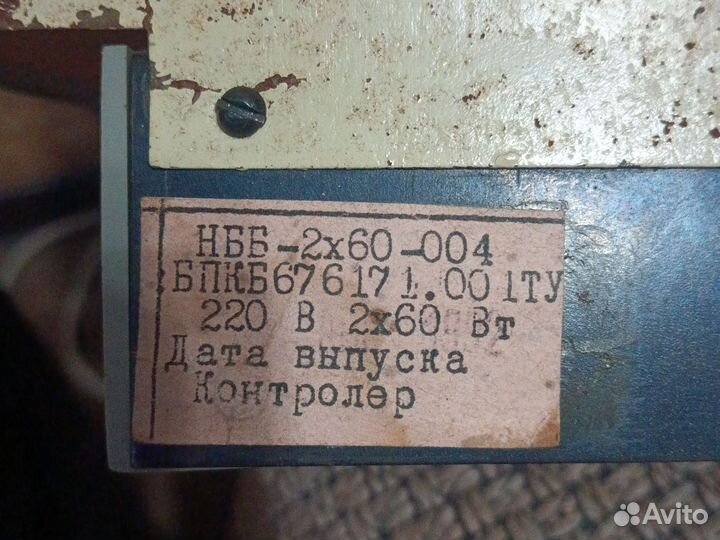 НББ-2х60-004
БПКБ676171.001ТУ
220 В 2х60 Вт
Дата выпуска
Контролер
Avito